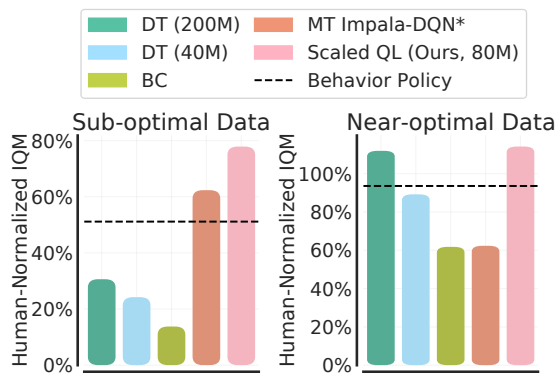 DT (200M) MT Impala-DQN*
DT (40M) Scaled QL (Ours, 80M)
BC Behavior Policy
Sub-optimal Data
Human-Normalized IQM
80%
60%
40%
20%
0%
Near-optimal Data
Human-Normalized IQM
100%
80%
60%
40%
20%
0%